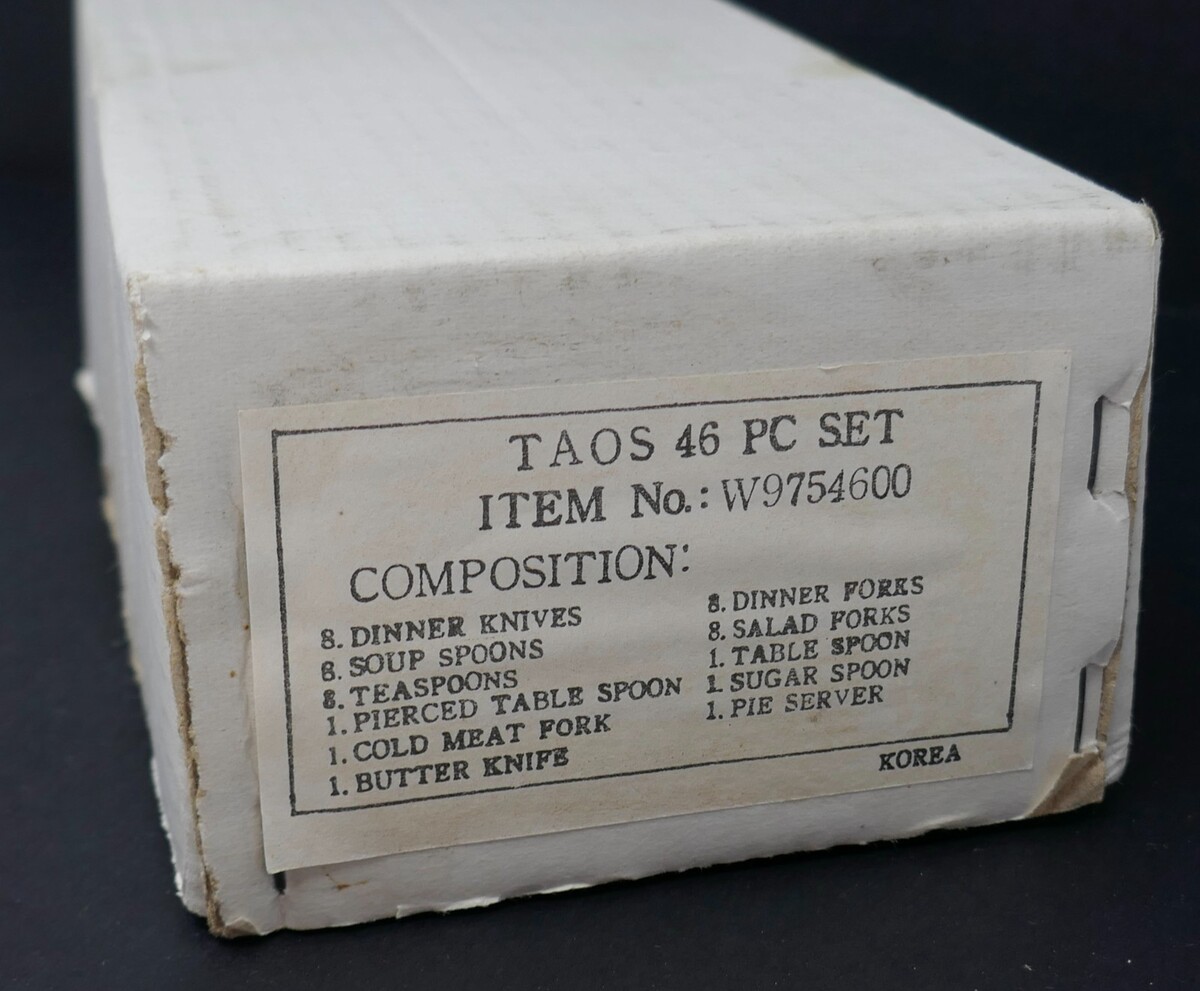 TAOS 46 PC SET
ITEM No.: W9754600
COMPOSITION:
8. DINNER KNIVES
8. SOUP SPOONS
8. TEASPOONS
1. PIERCED TABLE SPOON
1. COLD MEAT FORK
1. BUTTER KNIFE
8. DINNER FORKS
8. SALAD FORKS
1. TABLE SPOON
1. SUGAR SPOON
1. PIE SERVER
KOREA